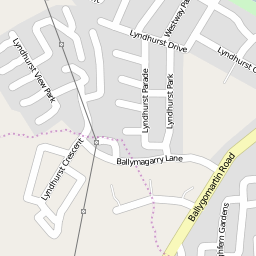 Westway Pa
Lyndhurst Drive
Lyndhurst G
Lyndhurst View Park
Lyndhurst Parade
Lyndhurst Park
Lyndhurst Crescent
Ballymagarry Lane
Ballygomartin Road
ghfern Gardens